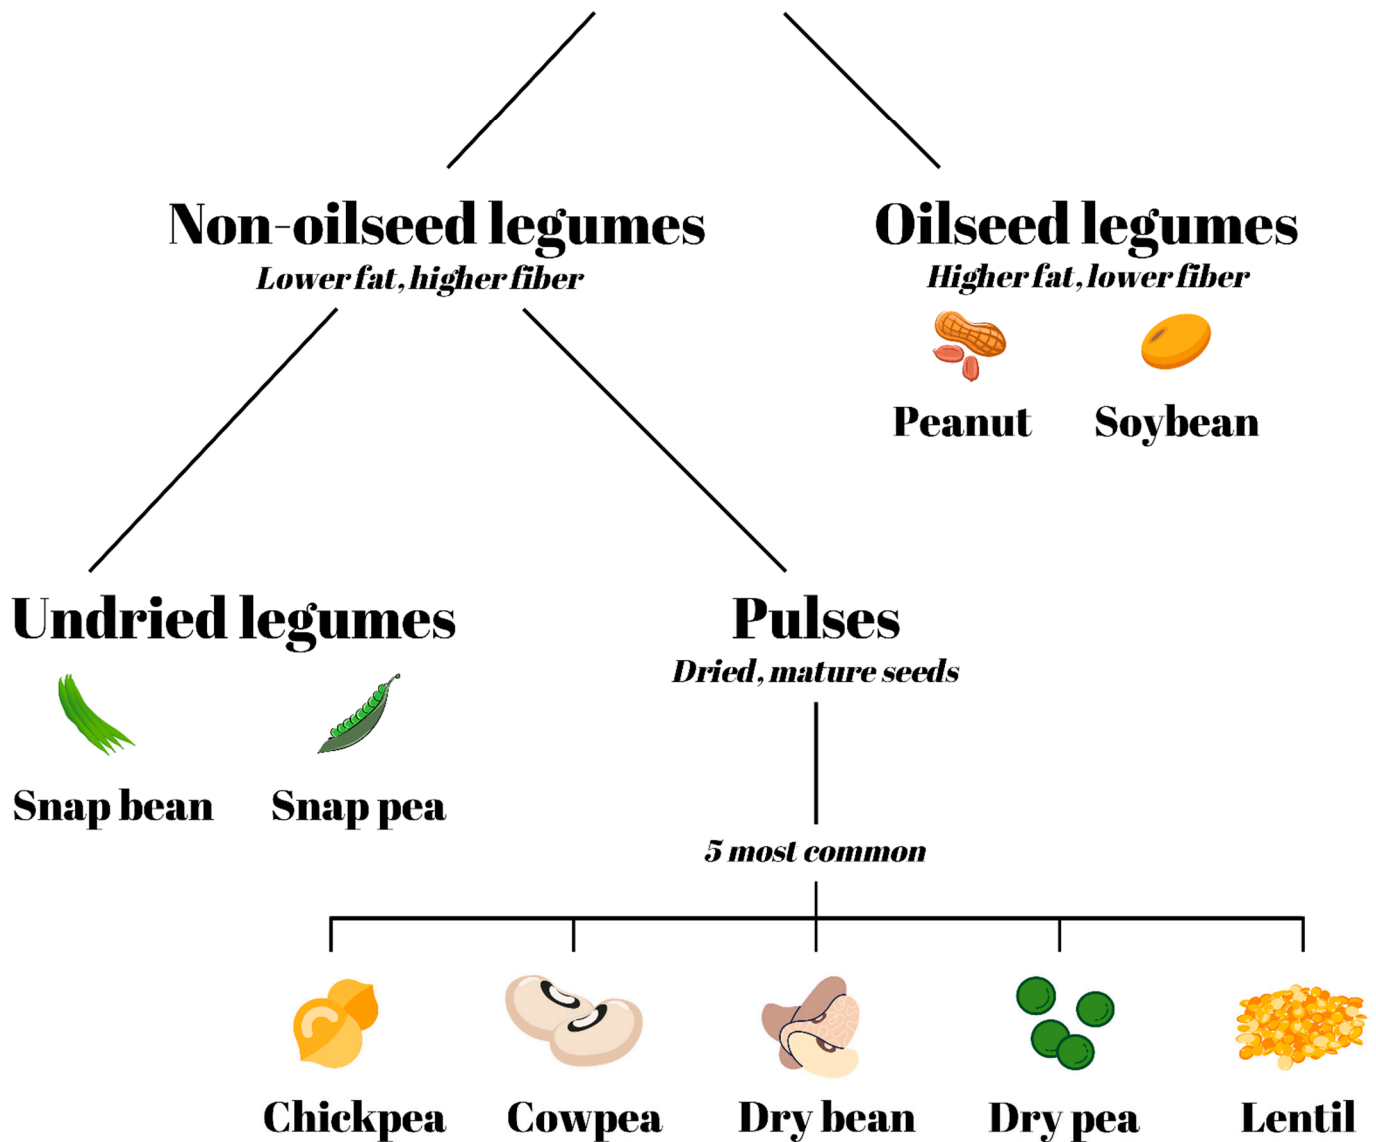 Non-oilseed legumes
Lower fat, higher fiber
Oilseed legumes
Higher fat, lower fiber
Peanut
Soybean
Undried legumes
Snap bean
Snap pea
Pulses
Dried, mature seeds
5 most common
Chickpea
Cowpea
Dry bean
Dry pea
Lentil